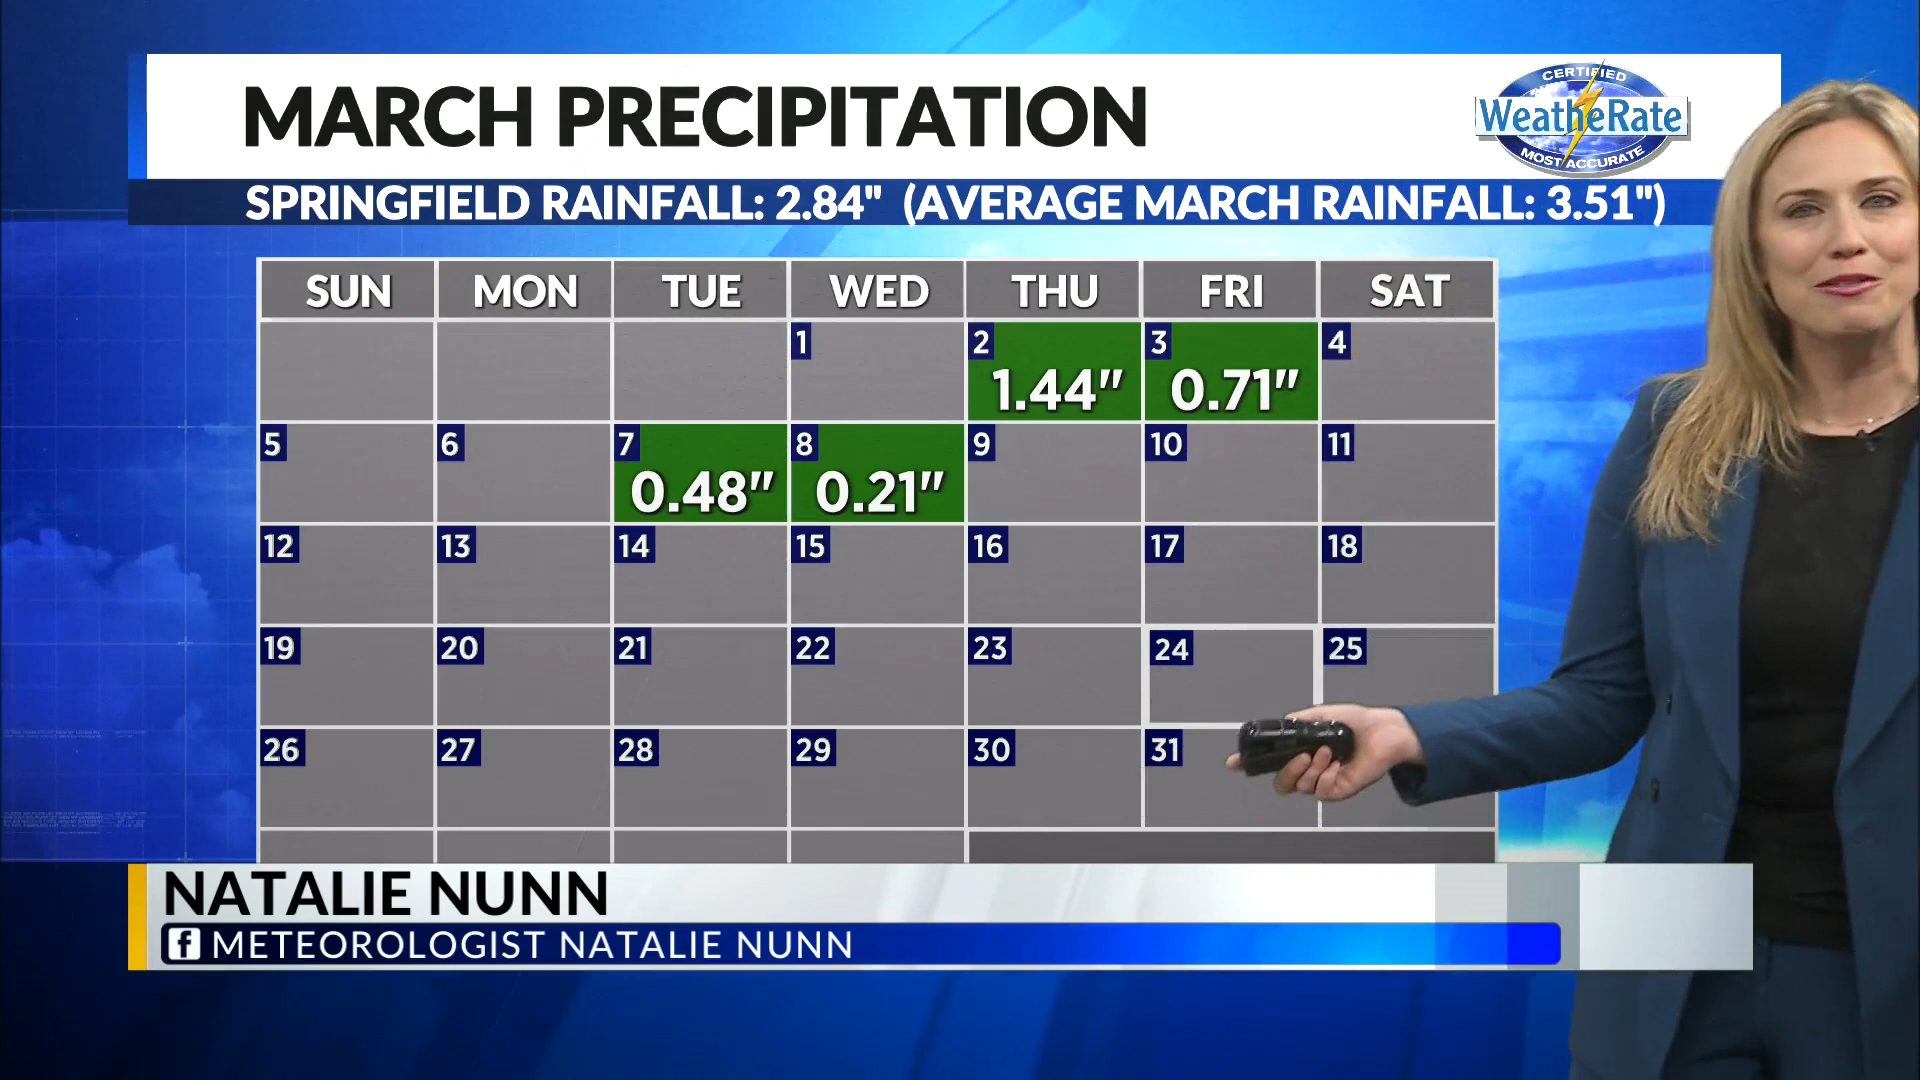 MARCH PRECIPITATION
CERTIFIED
WeatheRate
MOST ACCURATE
SPRINGFIELD RAINFALL: 2.84" (AVERAGE MARCH RAINFALL: 3.51")
SUN MON TUE WED THU FRI SAT
1 2 3 4
1.44" 0.71"
5 6 7 8 9 10 11
0.48" 0.21"
12 13 14 15 16 17 18
19 20 21 22 23 24 25
26 27 28 29 30 31
NATALIE NUNN
f METEOROLOGIST NATALIE NUNN